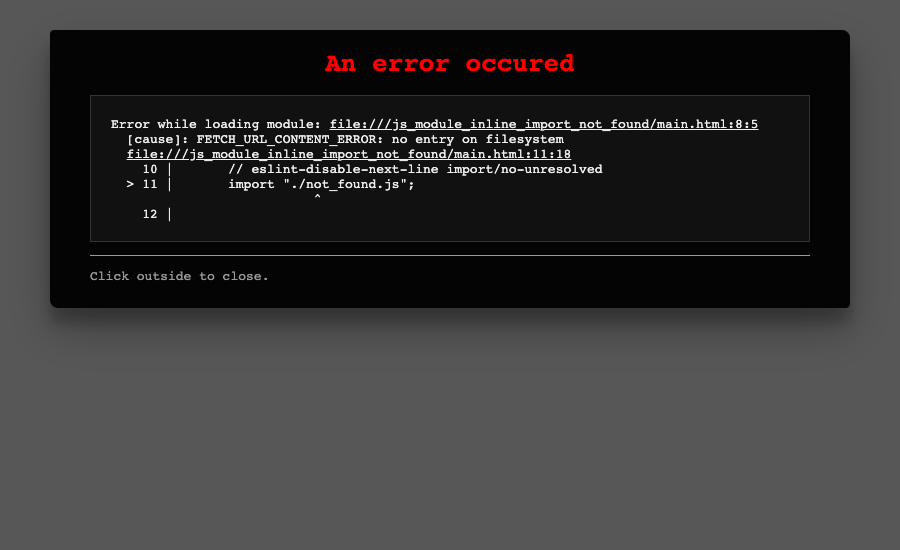 An error occured
Error while loading module: file:///js_module_inline_import_not_found/main.html:8:5
  [cause]: FETCH_URL_CONTENT_ERROR: no entry on filesystem
  file:///js_module_inline_import_not_found/main.html:11:18
    10 |       // eslint-disable-next-line import/no-unresolved
  > 11 |       import "./not_found.js";
                          ^
    12 |
Click outside to close.